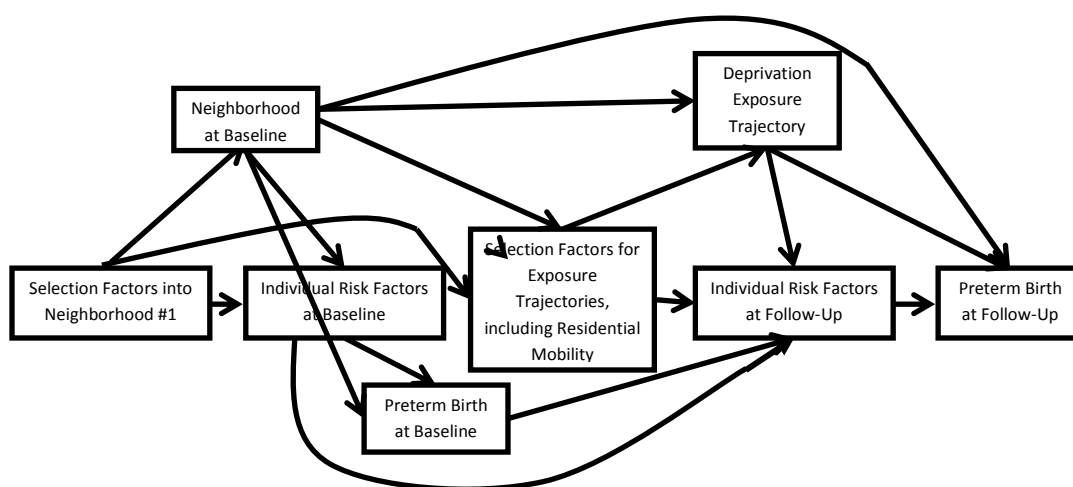 Deprivation
Exposure
Trajectory
Neighborhood
at Baseline
Selection Factors into
Neighborhood #1
Individual Risk Factors
at Baseline
Selection Factors for
Exposure
Trajectories,
including Residential
Mobility
Individual Risk Factors
at Follow-Up
Preterm Birth
at Follow-Up
Preterm Birth
at Baseline